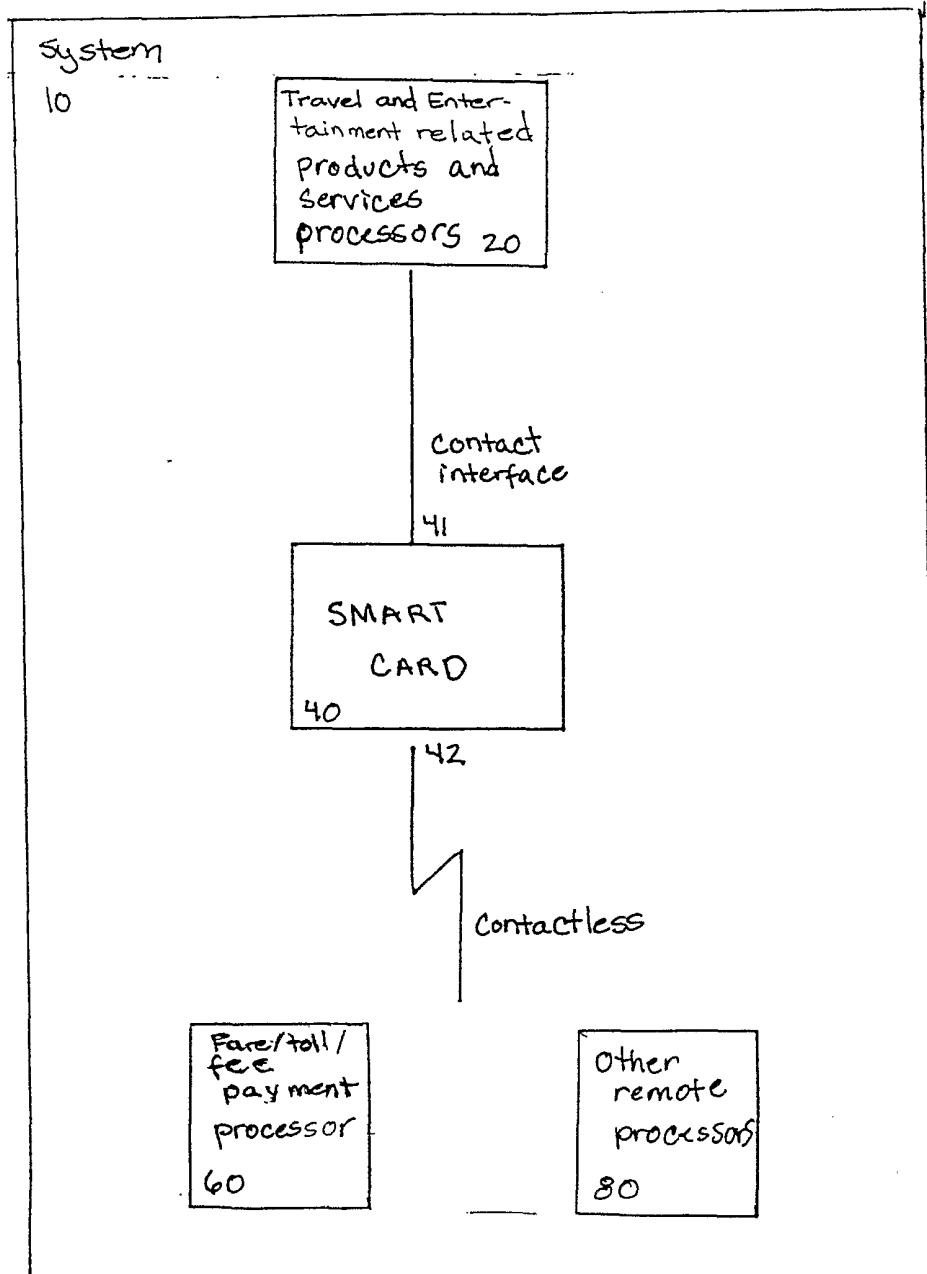 System
10
Travel and Enter-
tainment related
products and
services
processors 20
contact
interface
41
SMART
CARD
40
42
Contactless
Fare/toll/
fee
payment
processor
60
Other
remote
processors
80